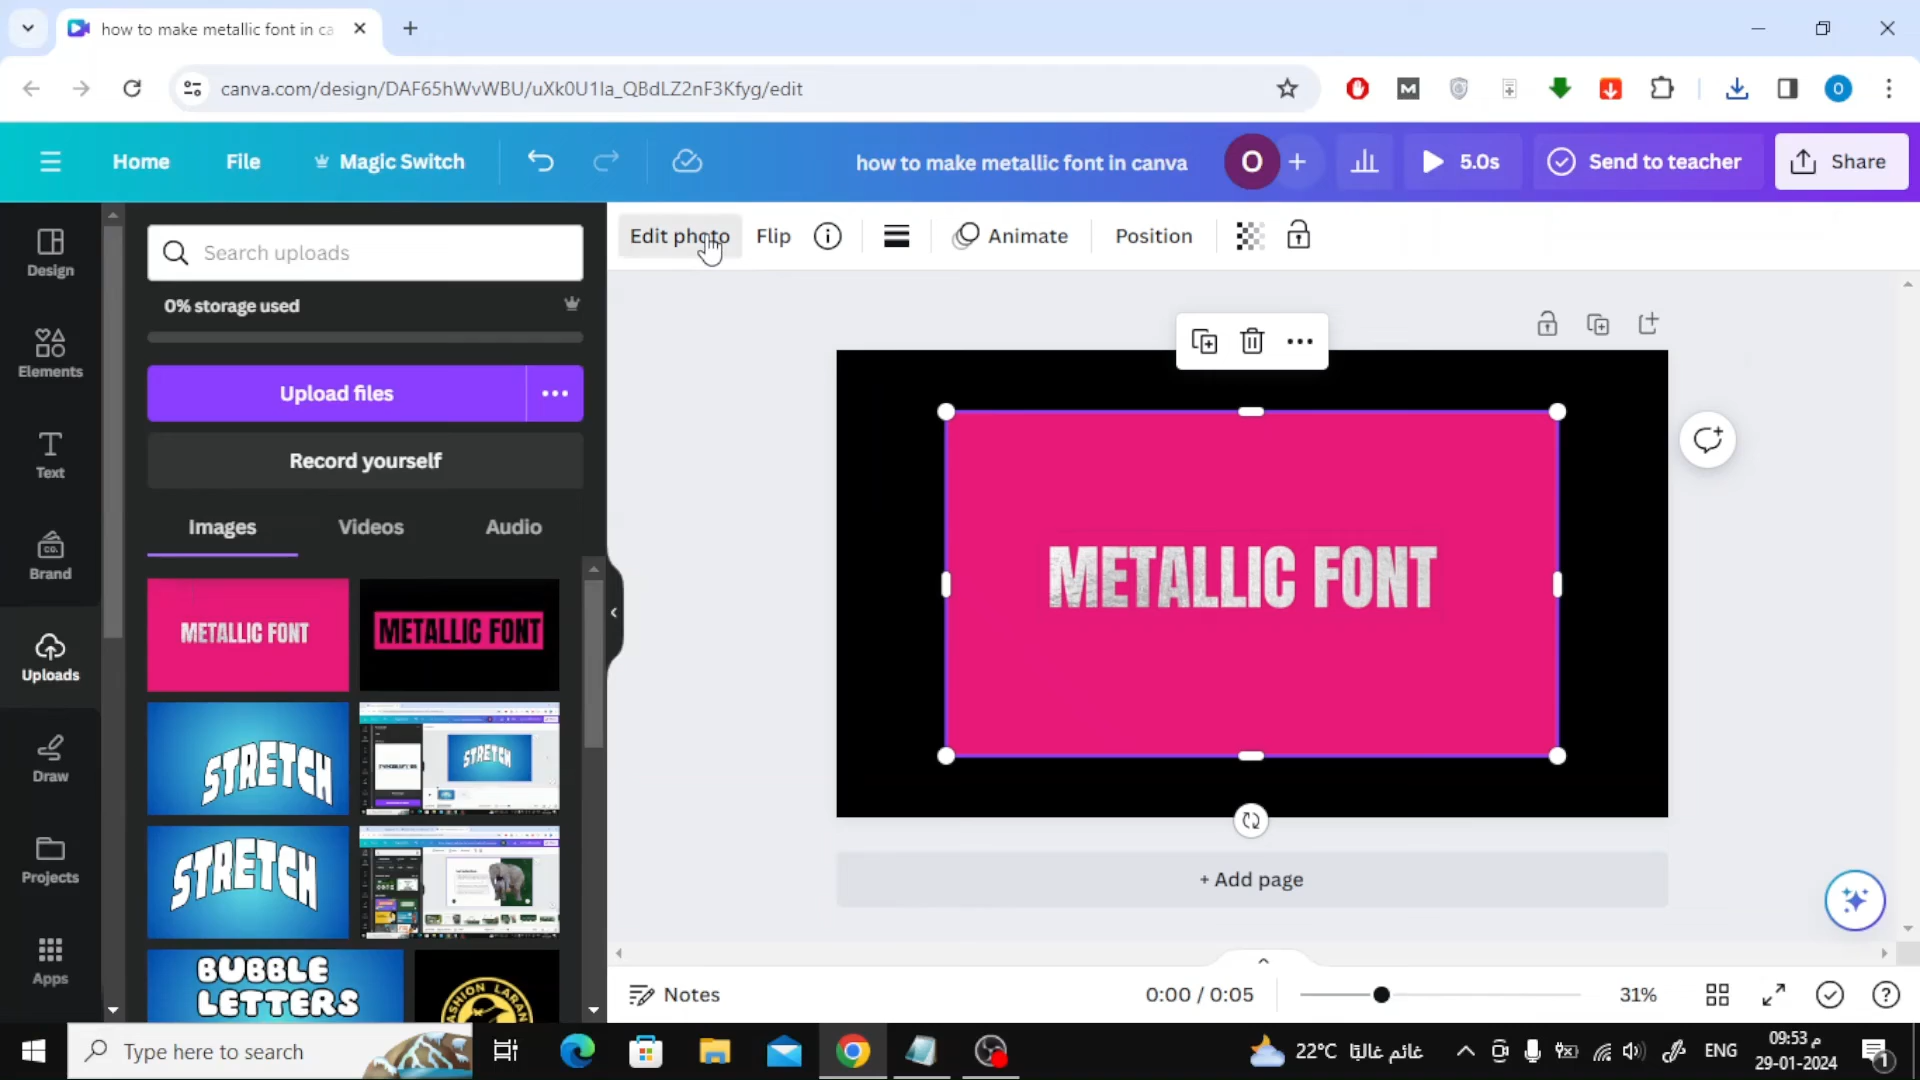 how to make metallic font in ca
canva.com/design/DAF65hWvWBU/uXk0U1la_QBdLZ2nF3Kfyg/edit
Home
File
Magic Switch
how to make metallic font in canva
O
5.0s
Send to teacher
Share
Design
Elements
Text
Brand
Uploads
Draw
Projects
Apps
Search uploads
0% storage used
Upload files
Record yourself
Images
Videos
Audio
METALLIC FONT
METALLIC FONT
STRETCH
STRETCH
STRETCH
BUBBLE
LETTERS
Edit photo
Flip
Animate
Position
METALLIC FONT
+ Add page
Notes
0:00 / 0:05
31%
Type here to search
22°C غائم غالبًا
ENG
09:53 م
29-01-2024
1